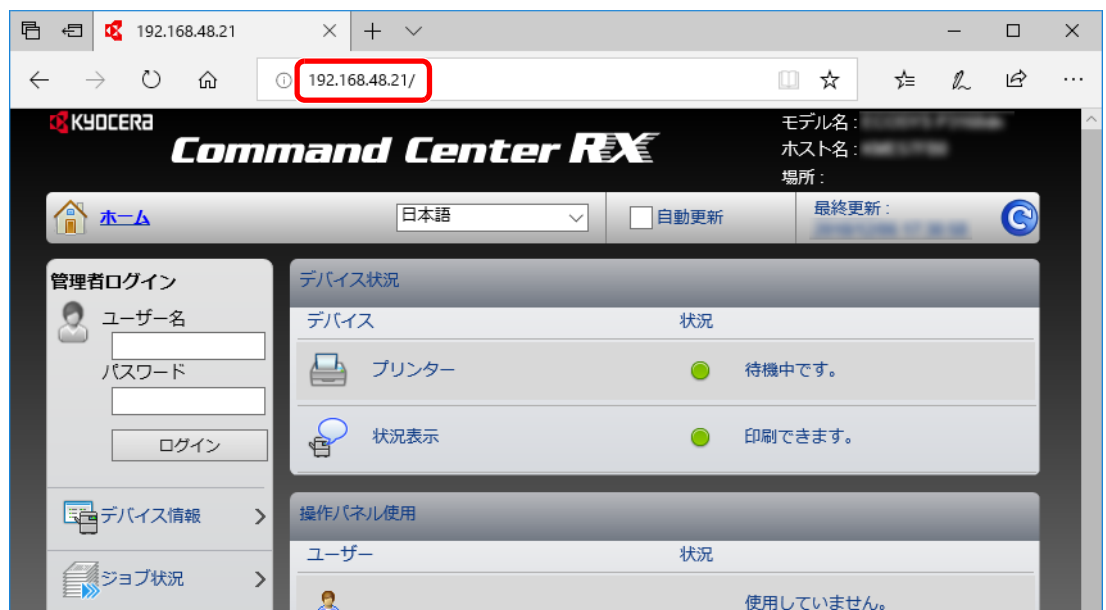 192.168.48.21
192.168.48.21/
KYOCERA
Command Center RX
モデル名 :
ホスト名 :
場所 :
ホーム
日本語
自動更新
最終更新 :
管理者ログイン
ユーザー名
パスワード
ログイン
デバイス情報
ジョブ状況
デバイス状況
デバイス 状況
プリンター 待機中です。
状況表示 印刷できます。
操作パネル使用
ユーザー 状況
使用していません。